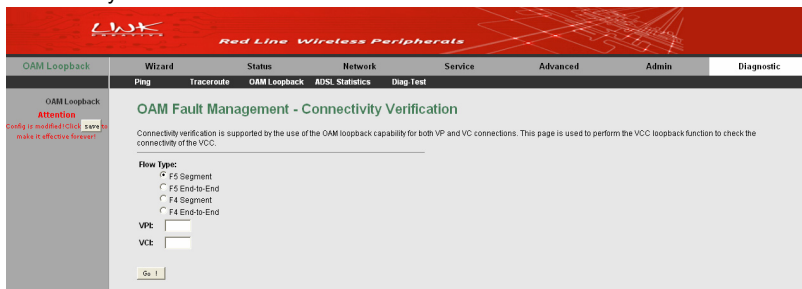 LINK
Red Line Wireless Peripherals
OAM Loopback
Wizard Status Network Service Advanced Admin Diagnostic
Ping Traceroute OAM Loopback ADSL Statistics Diag-Test
OAM Loopback
Attention
Config is modified!Click save to
make it effective forever!
OAM Fault Management - Connectivity Verification
Connectivity verification is supported by the use of the OAM loopback capability for both VP and VC connections. This page is used to perform the VCC loopback function to check the
connectivity of the VCC.
Flow Type:
F5 Segment
F5 End-to-End
F4 Segment
F4 End-to-End
VPI:
VCI:
Go !